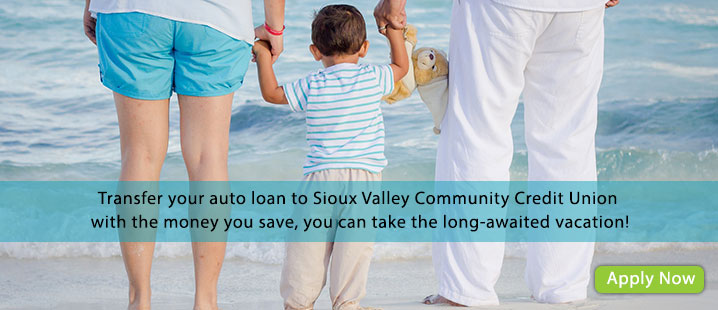 Transfer your auto loan to Sioux Valley Community Credit Union
with the money you save, you can take the long-awaited vacation!
Apply Now